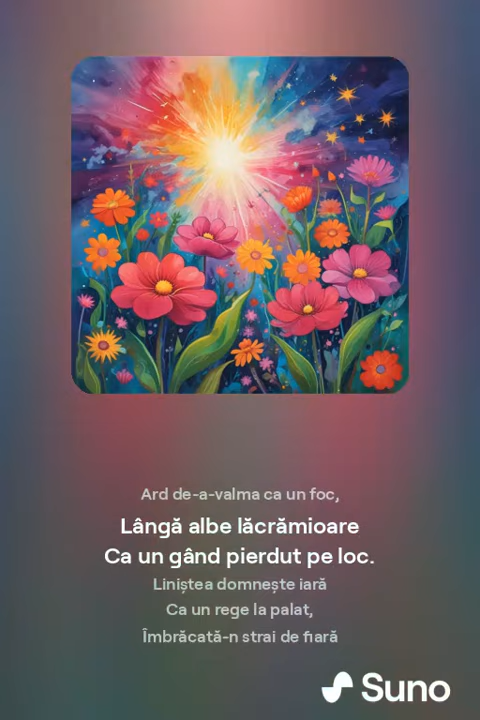 Ard de-a-valma ca un foc,
Lângă albe lăcrămioare
Ca un gând pierdut pe loc.
Liniștea domnește iară
Ca un rege la palat,
Îmbrăcată-n strai de fiară
Suno